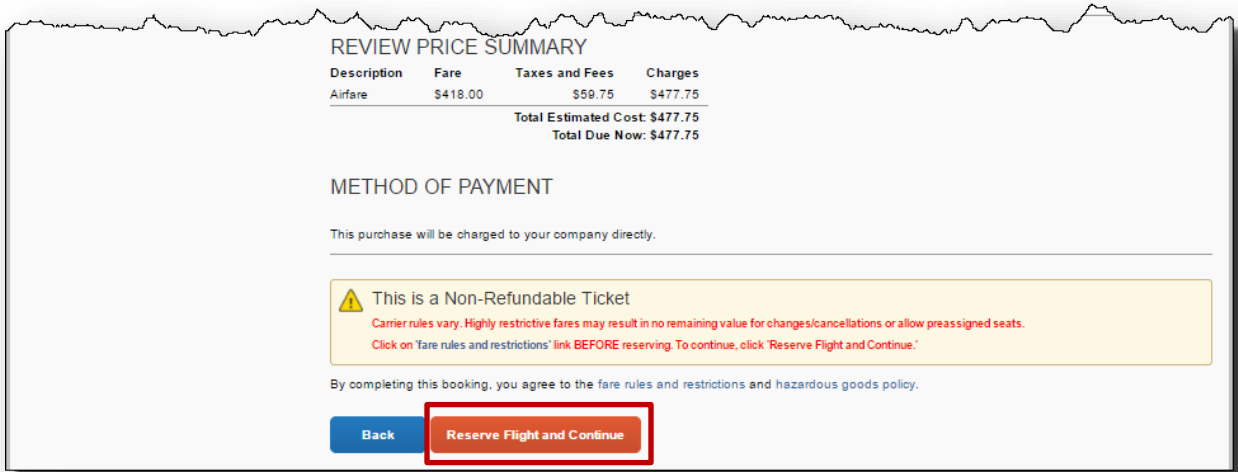 REVIEW PRICE SUMMARY
Description Fare Taxes and Fees Charges
Airfare $418.00 $59.75 $477.75
Total Estimated Cost: $477.75
Total Due Now: $477.75
METHOD OF PAYMENT
This purchase will be charged to your company directly.
This is a Non-Refundable Ticket
Carrier rules vary. Highly restrictive fares may result in no remaining value for changes/cancellations or allow preassigned seats.
Click on 'fare rules and restrictions' link BEFORE reserving. To continue, click 'Reserve Flight and Continue.'
By completing this booking, you agree to the fare rules and restrictions and hazardous goods policy.
Back Reserve Flight and Continue